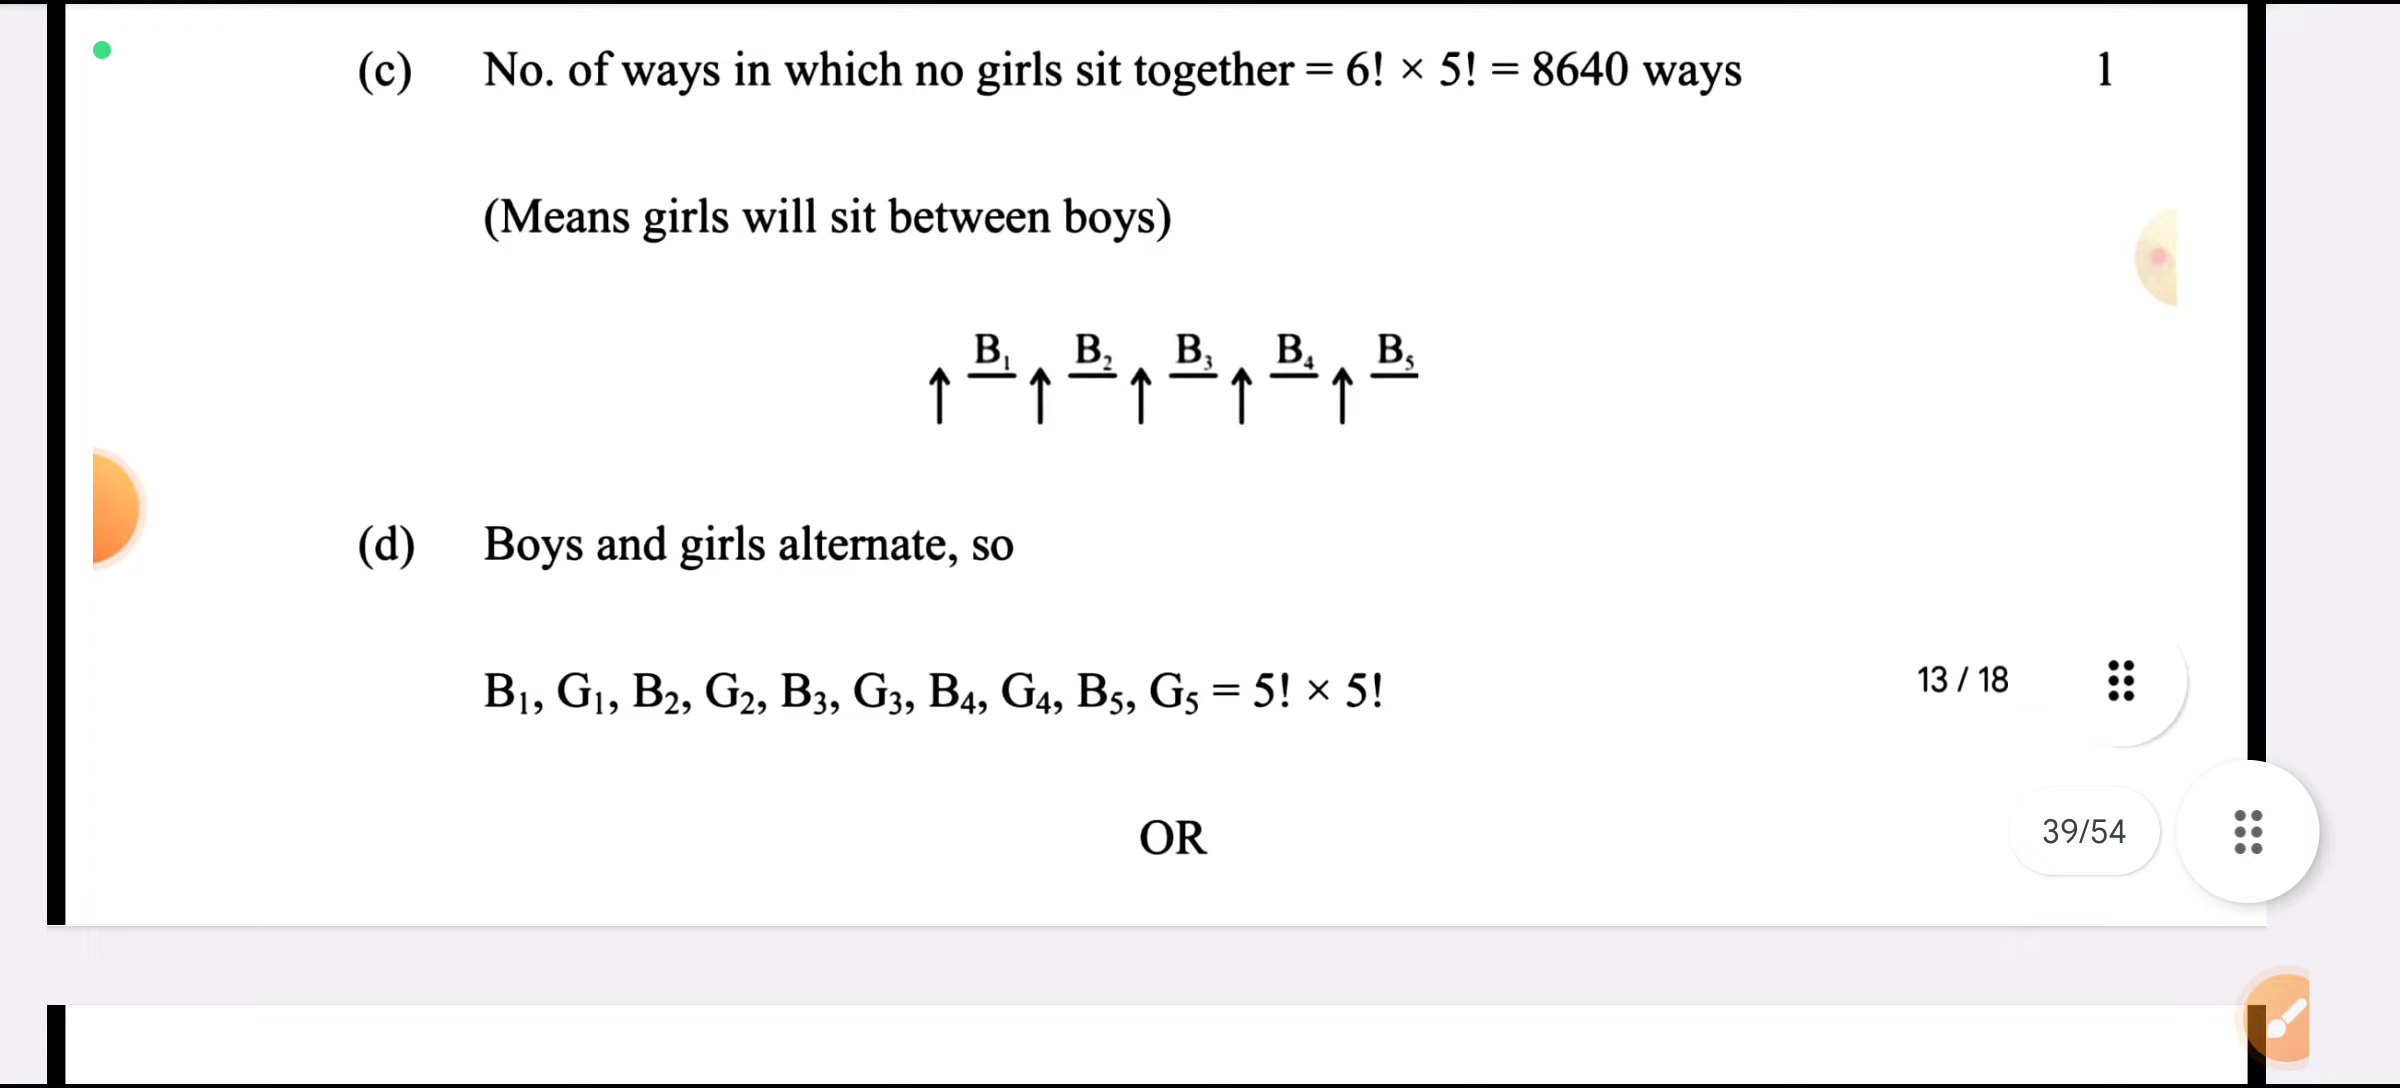 (c) No. of ways in which no girls sit together = 6! × 5! = 8640 ways 1
(Means girls will sit between boys)
↑ B₁ ↑ B₂ ↑ B₃ ↑ B₄ ↑ B₅
(d) Boys and girls alternate, so
B₁, G₁, B₂, G₂, B₃, G₃, B₄, G₄, B₅, G₅ = 5! × 5!
13 / 18
OR
39/54